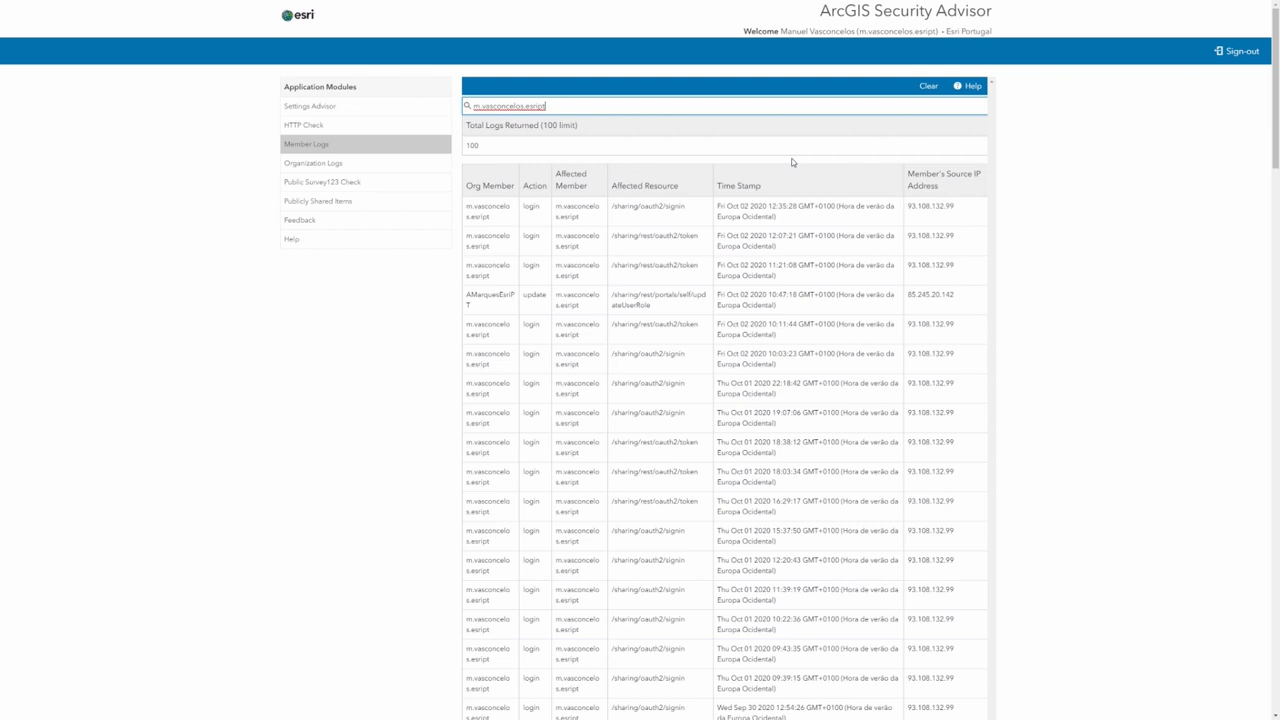 esri
ArcGIS Security Advisor
Welcome Manuel Vasconcelos (m.vasconcelos.esript) • Esri Portugal
Sign-out
Application Modules
Settings Advisor
HTTP Check
Member Logs
Organization Logs
Public Survey123 Check
Publicly Shared Items
Feedback
Help
Clear
Help
m.vasconcelos.esript
Total Logs Returned (100 limit)
100
Org Member Action Affected Member Affected Resource Time Stamp Member's Source IP Address
m.vasconcelos.esript login m.vasconcelos.esript /sharing/oauth2/signin Fri Oct 02 2020 12:35:28 GMT+0100 (Hora de verão da Europa Ocidental) 93.108.132.99
m.vasconcelos.esript login m.vasconcelos.esript /sharing/rest/oauth2/token Fri Oct 02 2020 12:07:21 GMT+0100 (Hora de verão da Europa Ocidental) 93.108.132.99
m.vasconcelos.esript login m.vasconcelos.esript /sharing/rest/oauth2/token Fri Oct 02 2020 11:21:08 GMT+0100 (Hora de verão da Europa Ocidental) 93.108.132.99
AMarquesEsriPT update m.vasconcelos.esript /sharing/rest/portals/self/updateUserRole Fri Oct 02 2020 10:47:18 GMT+0100 (Hora de verão da Europa Ocidental) 85.245.20.142
m.vasconcelos.esript login m.vasconcelos.esript /sharing/rest/oauth2/token Fri Oct 02 2020 10:11:44 GMT+0100 (Hora de verão da Europa Ocidental) 93.108.132.99
m.vasconcelos.esript login m.vasconcelos.esript /sharing/oauth2/signin Fri Oct 02 2020 10:03:23 GMT+0100 (Hora de verão da Europa Ocidental) 93.108.132.99
m.vasconcelos.esript login m.vasconcelos.esript /sharing/oauth2/signin Thu Oct 01 2020 22:18:42 GMT+0100 (Hora de verão da Europa Ocidental) 93.108.132.99
m.vasconcelos.esript login m.vasconcelos.esript /sharing/oauth2/signin Thu Oct 01 2020 19:07:06 GMT+0100 (Hora de verão da Europa Ocidental) 93.108.132.99
m.vasconcelos.esript login m.vasconcelos.esript /sharing/rest/oauth2/token Thu Oct 01 2020 18:38:12 GMT+0100 (Hora de verão da Europa Ocidental) 93.108.132.99
m.vasconcelos.esript login m.vasconcelos.esript /sharing/rest/oauth2/token Thu Oct 01 2020 18:03:34 GMT+0100 (Hora de verão da Europa Ocidental) 93.108.132.99
m.vasconcelos.esript login m.vasconcelos.esript /sharing/rest/oauth2/token Thu Oct 01 2020 16:29:17 GMT+0100 (Hora de verão da Europa Ocidental) 93.108.132.99
m.vasconcelos.esript login m.vasconcelos.esript /sharing/oauth2/signin Thu Oct 01 2020 15:37:50 GMT+0100 (Hora de verão da Europa Ocidental) 93.108.132.99
m.vasconcelos.esript login m.vasconcelos.esript /sharing/oauth2/signin Thu Oct 01 2020 12:20:43 GMT+0100 (Hora de verão da Europa Ocidental) 93.108.132.99
m.vasconcelos.esript login m.vasconcelos.esript /sharing/oauth2/signin Thu Oct 01 2020 11:39:19 GMT+0100 (Hora de verão da Europa Ocidental) 93.108.132.99
m.vasconcelos.esript login m.vasconcelos.esript /sharing/oauth2/signin Thu Oct 01 2020 10:22:36 GMT+0100 (Hora de verão da Europa Ocidental) 93.108.132.99
m.vasconcelos.esript login m.vasconcelos.esript /sharing/oauth2/signin Thu Oct 01 2020 09:43:35 GMT+0100 (Hora de verão da Europa Ocidental) 93.108.132.99
m.vasconcelos.esript login m.vasconcelos.esript /sharing/oauth2/signin Thu Oct 01 2020 09:39:15 GMT+0100 (Hora de verão da Europa Ocidental) 93.108.132.99
m.vasconcelos.esript login m.vasconcelos.esript /sharing/oauth2/signin Wed Sep 30 2020 12:54:26 GMT+0100 (Hora de verão da Europa Ocidental) 93.108.132.99